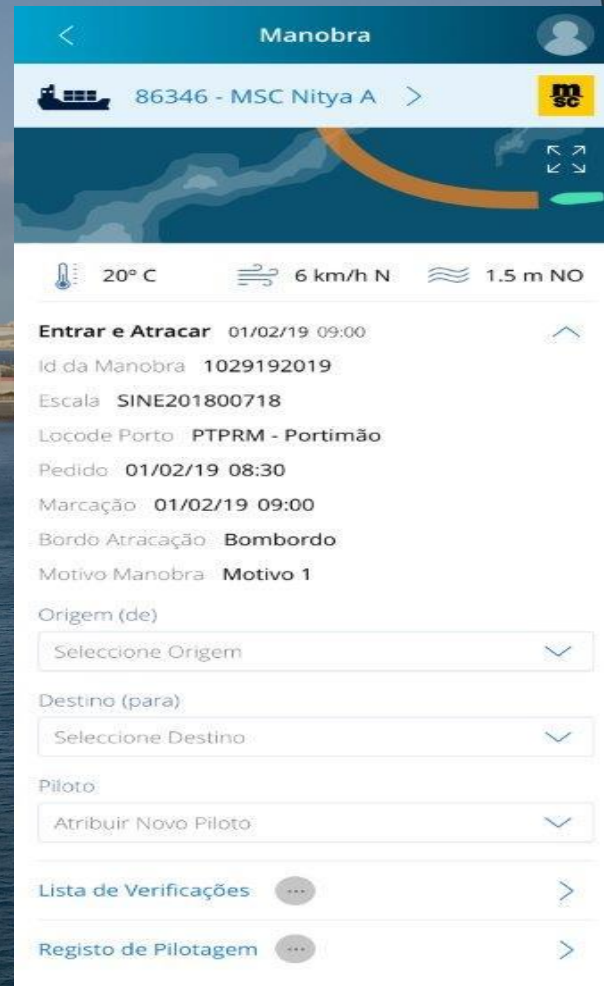 Manobra
86346 - MSC Nitya A
msc
20° C 6 km/h N 1.5 m NO
Entrar e Atracar 01/02/19 09:00
Id da Manobra 1029192019
Escala SINE201800718
Locode Porto PTPRM - Portimão
Pedido 01/02/19 08:30
Marcação 01/02/19 09:00
Bordo Atracação Bombordo
Motivo Manobra Motivo 1
Origem (de)
Seleccione Origem
Destino (para)
Seleccione Destino
Piloto
Atribuir Novo Piloto
Lista de Verificações
Registo de Pilotagem